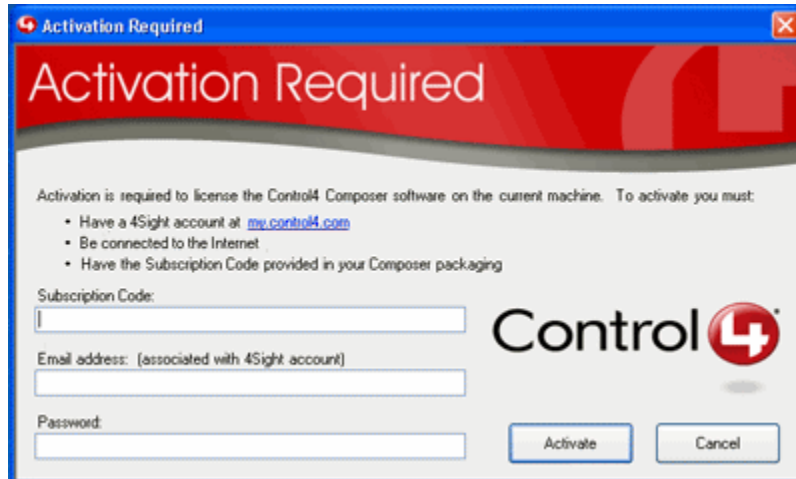 Activation Required
Activation Required
Activation is required to license the Control4 Composer software on the current machine. To activate you must:
• Have a 4Sight account at my.control4.com
• Be connected to the Internet
• Have the Subscription Code provided in your Composer packaging
Subscription Code:
Control4
Email address: (associated with 4Sight account)
Password:
Activate
Cancel